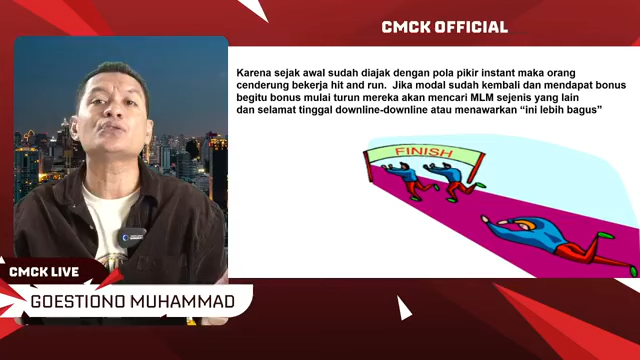 CMCK OFFICIAL
Karena sejak awal sudah diajak dengan pola pikir instant maka orang
cenderung bekerja hit and run.  Jika modal sudah kembali dan mendapat bonus
begitu bonus mulai turun mereka akan mencari MLM sejenis yang lain
dan selamat tinggal downline-downline atau menawarkan “ini lebih bagus”
FINISH
CMCK LIVE
GOESTIONO MUHAMMAD
CMCK OFFICIAL